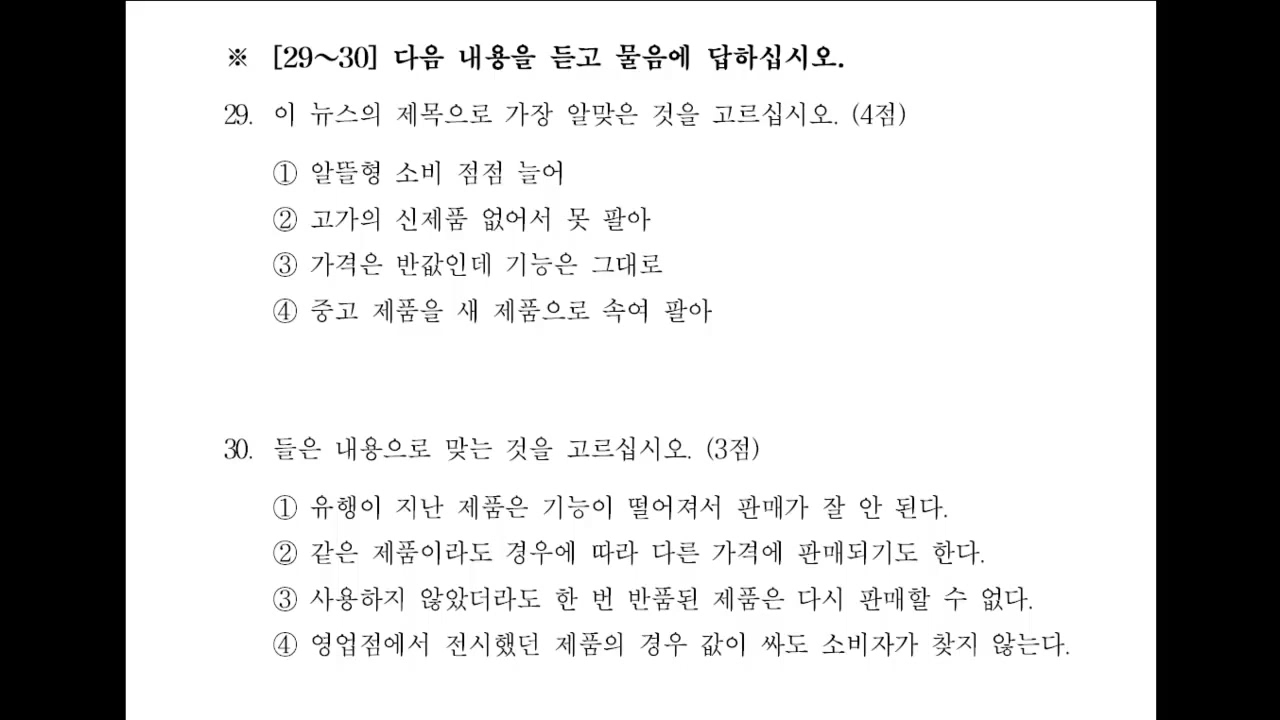 ※ [29～30] 다음 내용을 듣고 물음에 답하십시오.
29. 이 뉴스의 제목으로 가장 알맞은 것을 고르십시오. (4점)
① 알뜰형 소비 점점 늘어
② 고가의 신제품 없어서 못 팔아
③ 가격은 반값인데 기능은 그대로
④ 중고 제품을 새 제품으로 속여 팔아
30. 들은 내용으로 맞는 것을 고르십시오. (3점)
① 유행이 지난 제품은 기능이 떨어져서 판매가 잘 안 된다.
② 같은 제품이라도 경우에 따라 다른 가격에 판매되기도 한다.
③ 사용하지 않았더라도 한 번 반품된 제품은 다시 판매할 수 없다.
④ 영업점에서 전시했던 제품의 경우 값이 싸도 소비자가 찾지 않는다.